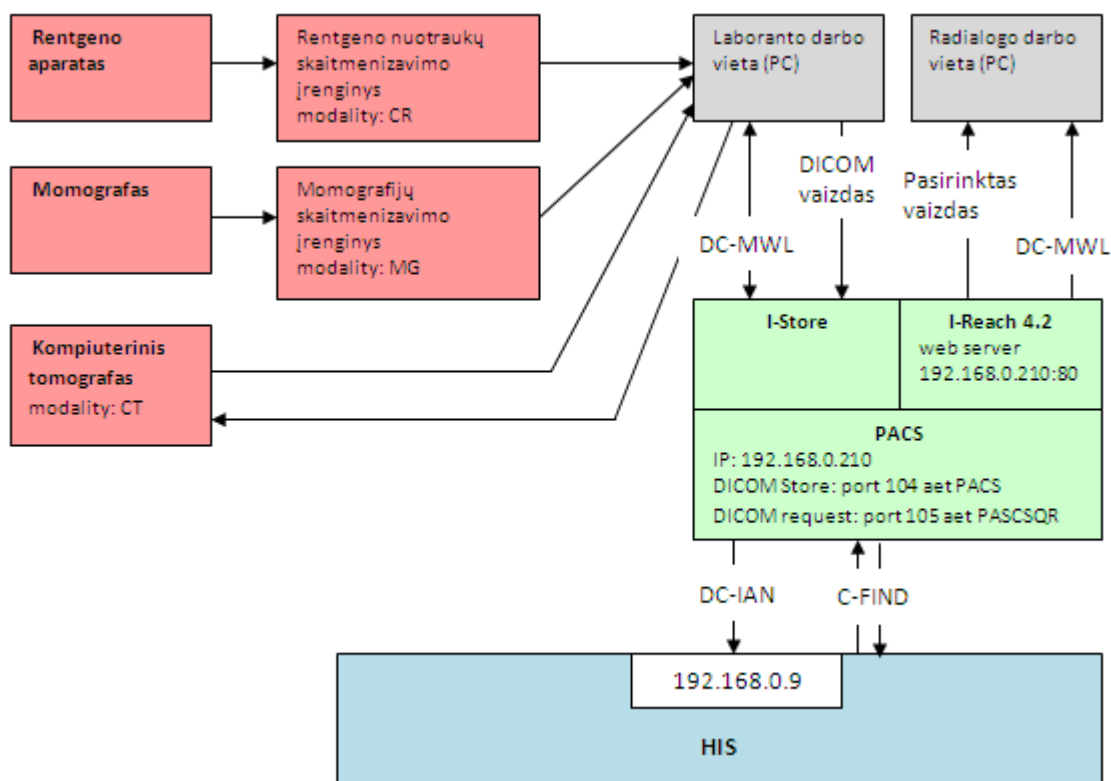 Rentgeno
aparatas
Rentgeno nuotraukų
skaitmenizavimo
įrenginys
modality: CR
Laboranto darbo
vieta (PC)
Radialogo darbo
vieta (PC)
Momografas
Momografijų
skaitmenizavimo
įrenginys
modality: MG
DC-MWL
DICOM
vaizdas
Pasirinktas
vaizdas
DC-MWL
Kompiuterinis
tomografas
modality: CT
I-Store
I-Reach 4.2
web server
192.168.0.210:80
PACS
IP: 192.168.0.210
DICOM Store: port 104 aet PACS
DICOM request: port 105 aet PASCSQR
DC-IAN
C-FIND
192.168.0.9
HIS